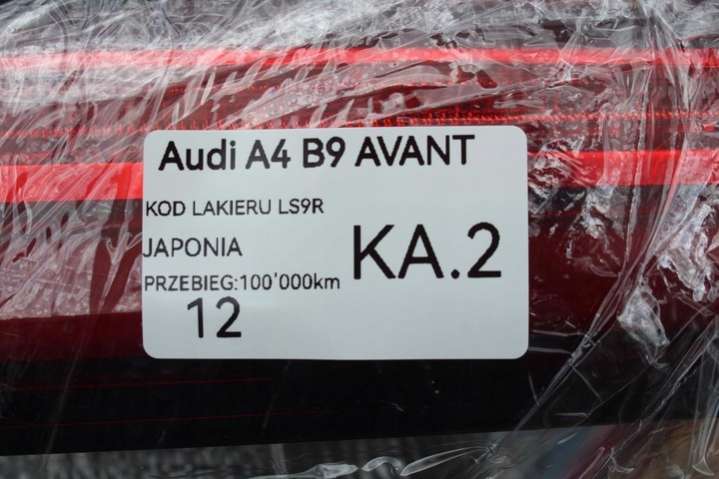 Audi A4 B9 AVANT
KOD LAKIERU LS9R
JAPONIA
KA.2
PRZEBIEG:100'000km
12